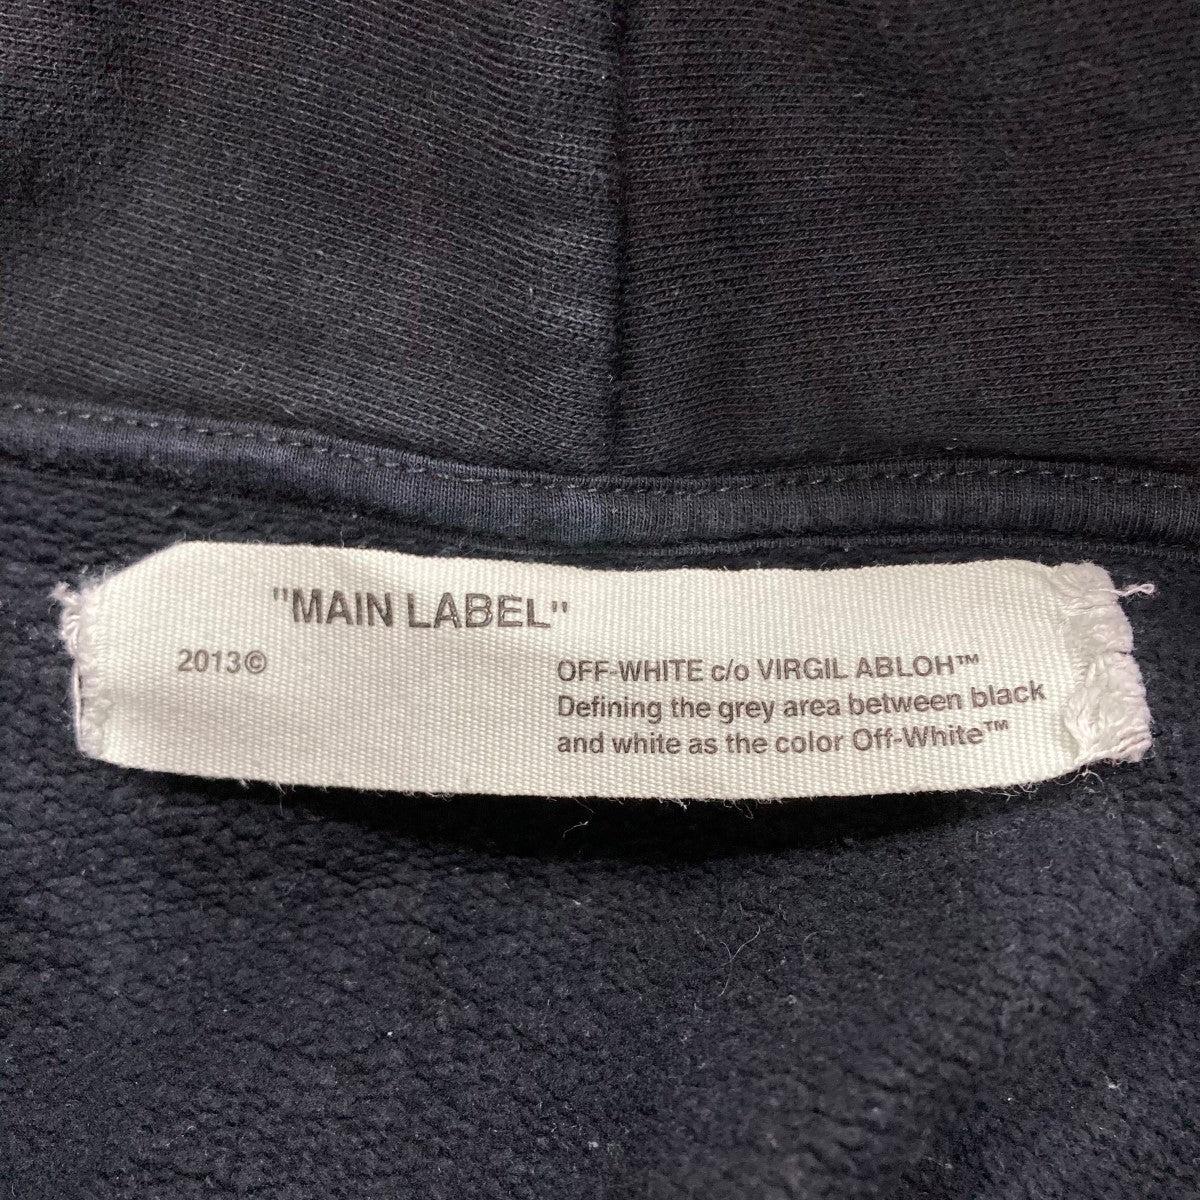 "MAIN LABEL"
2013©
OFF-WHITE c/o VIRGIL ABLOH™
Defining the grey area between black
and white as the color Off-White™